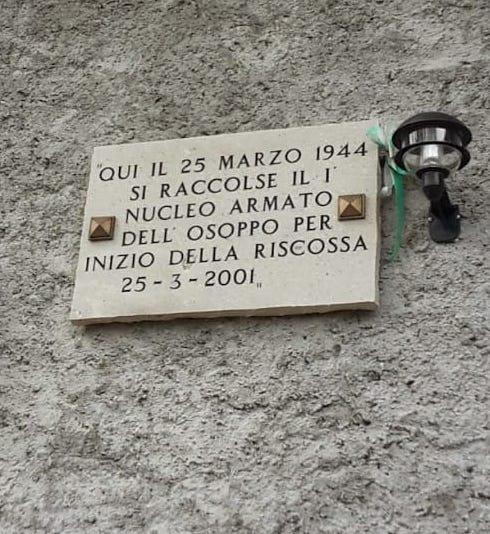 "QUI IL 25 MARZO 1944
SI RACCOLSE IL I°
NUCLEO ARMATO
DELL' OSOPPO PER
INIZIO DELLA RISCOSSA
25-3-2001"